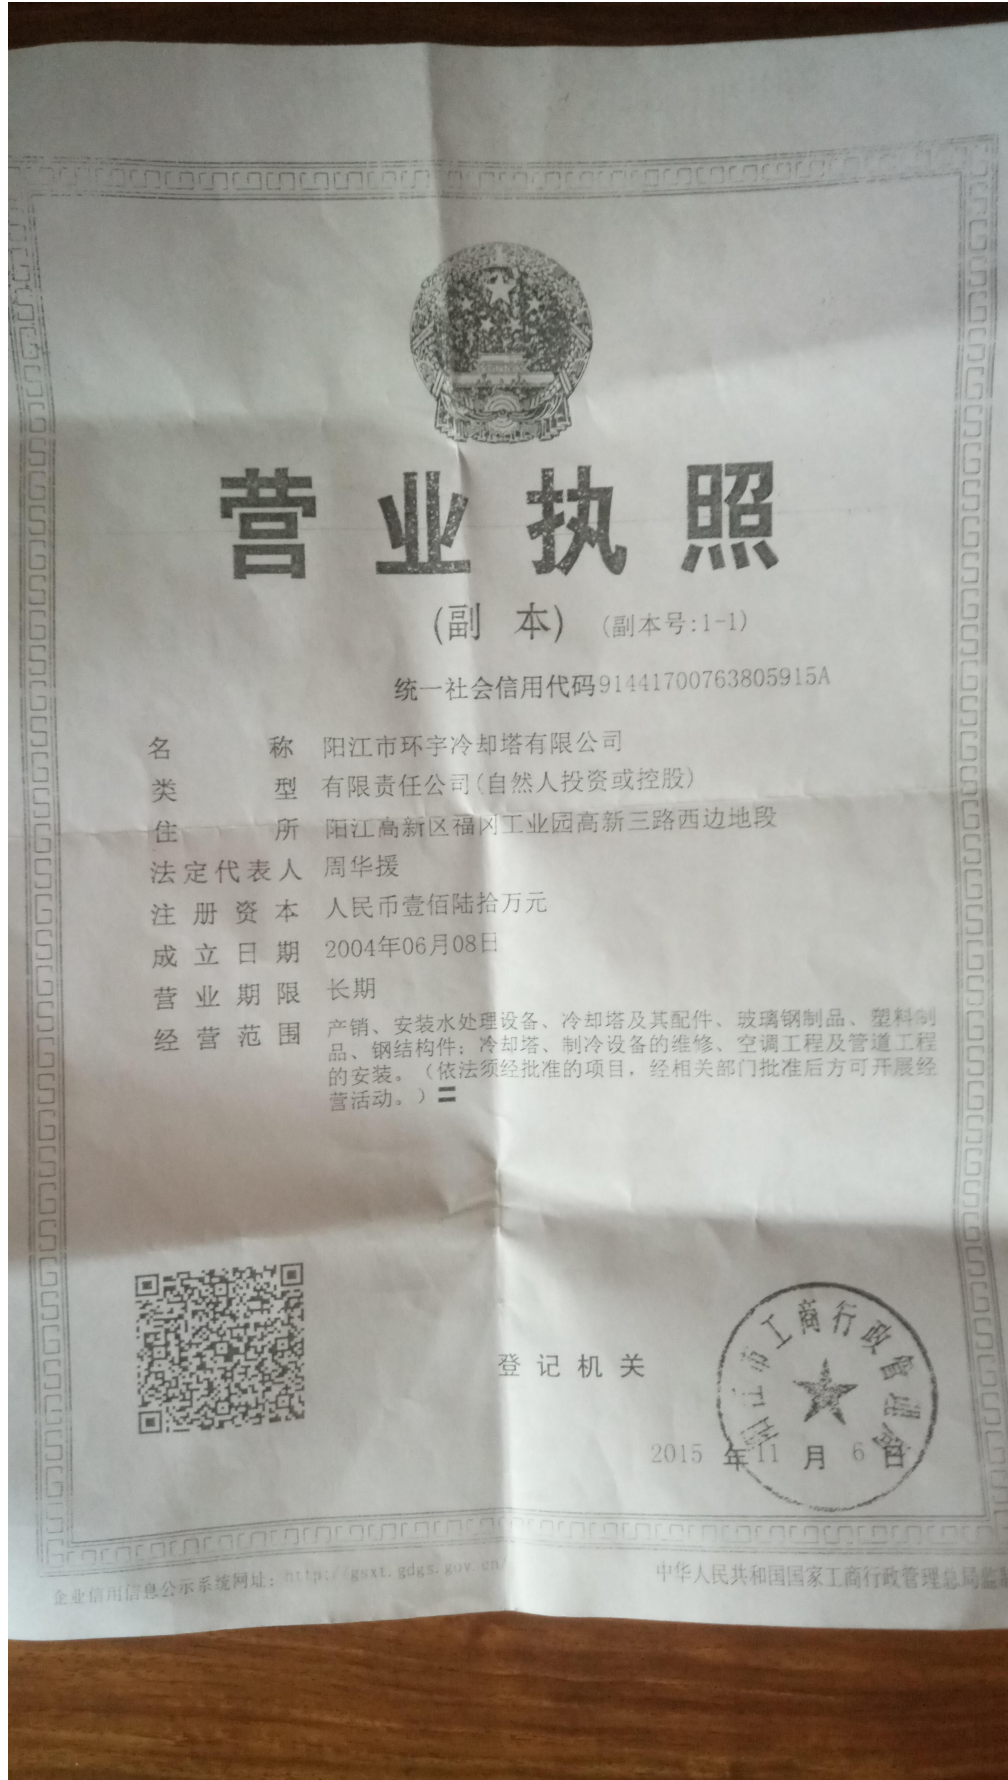 营业执照
(副 本) (副本号:1-1)
统一社会信用代码91441700763805915A
名称 阳江市环宇冷却塔有限公司
类型 有限责任公司(自然人投资或控股)
住所 阳江高新区福冈工业园高新三路西边地段
法定代表人 周华援
注册资本 人民币壹佰陆拾万元
成立日期 2004年06月08日
营业期限 长期
经营范围 产销、安装水处理设备、冷却塔及其配件、玻璃钢制品、塑料制
品、钢结构件；冷却塔、制冷设备的维修、空调工程及管道工程
的安装。（依法须经批准的项目，经相关部门批准后方可开展经
营活动。）〓
登记机关
阳江市工商行政管理局
2015 年 11 月 6 日
企业信用信息公示系统网址：http://gsxt.gdgs.gov.cn/
中华人民共和国国家工商行政管理总局监制